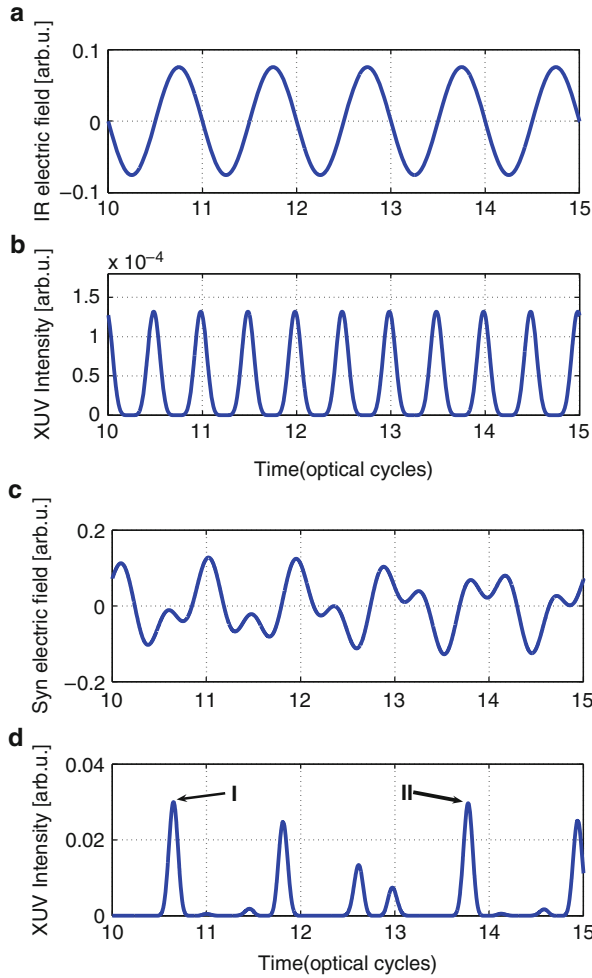 a
IR electric field [arb.u.]
0.1
0
−0.1
10 11 12 13 14 15
b
XUV Intensity [arb.u.]
x 10⁻⁴
1.5
1
0.5
0
10 11 12 13 14 15
Time(optical cycles)
c
Syn electric field [arb.u.]
0.2
0
−0.2
10 11 12 13 14 15
d
XUV Intensity [arb.u.]
0.04
0.02
0
I
II
10 11 12 13 14 15
Time(optical cycles)